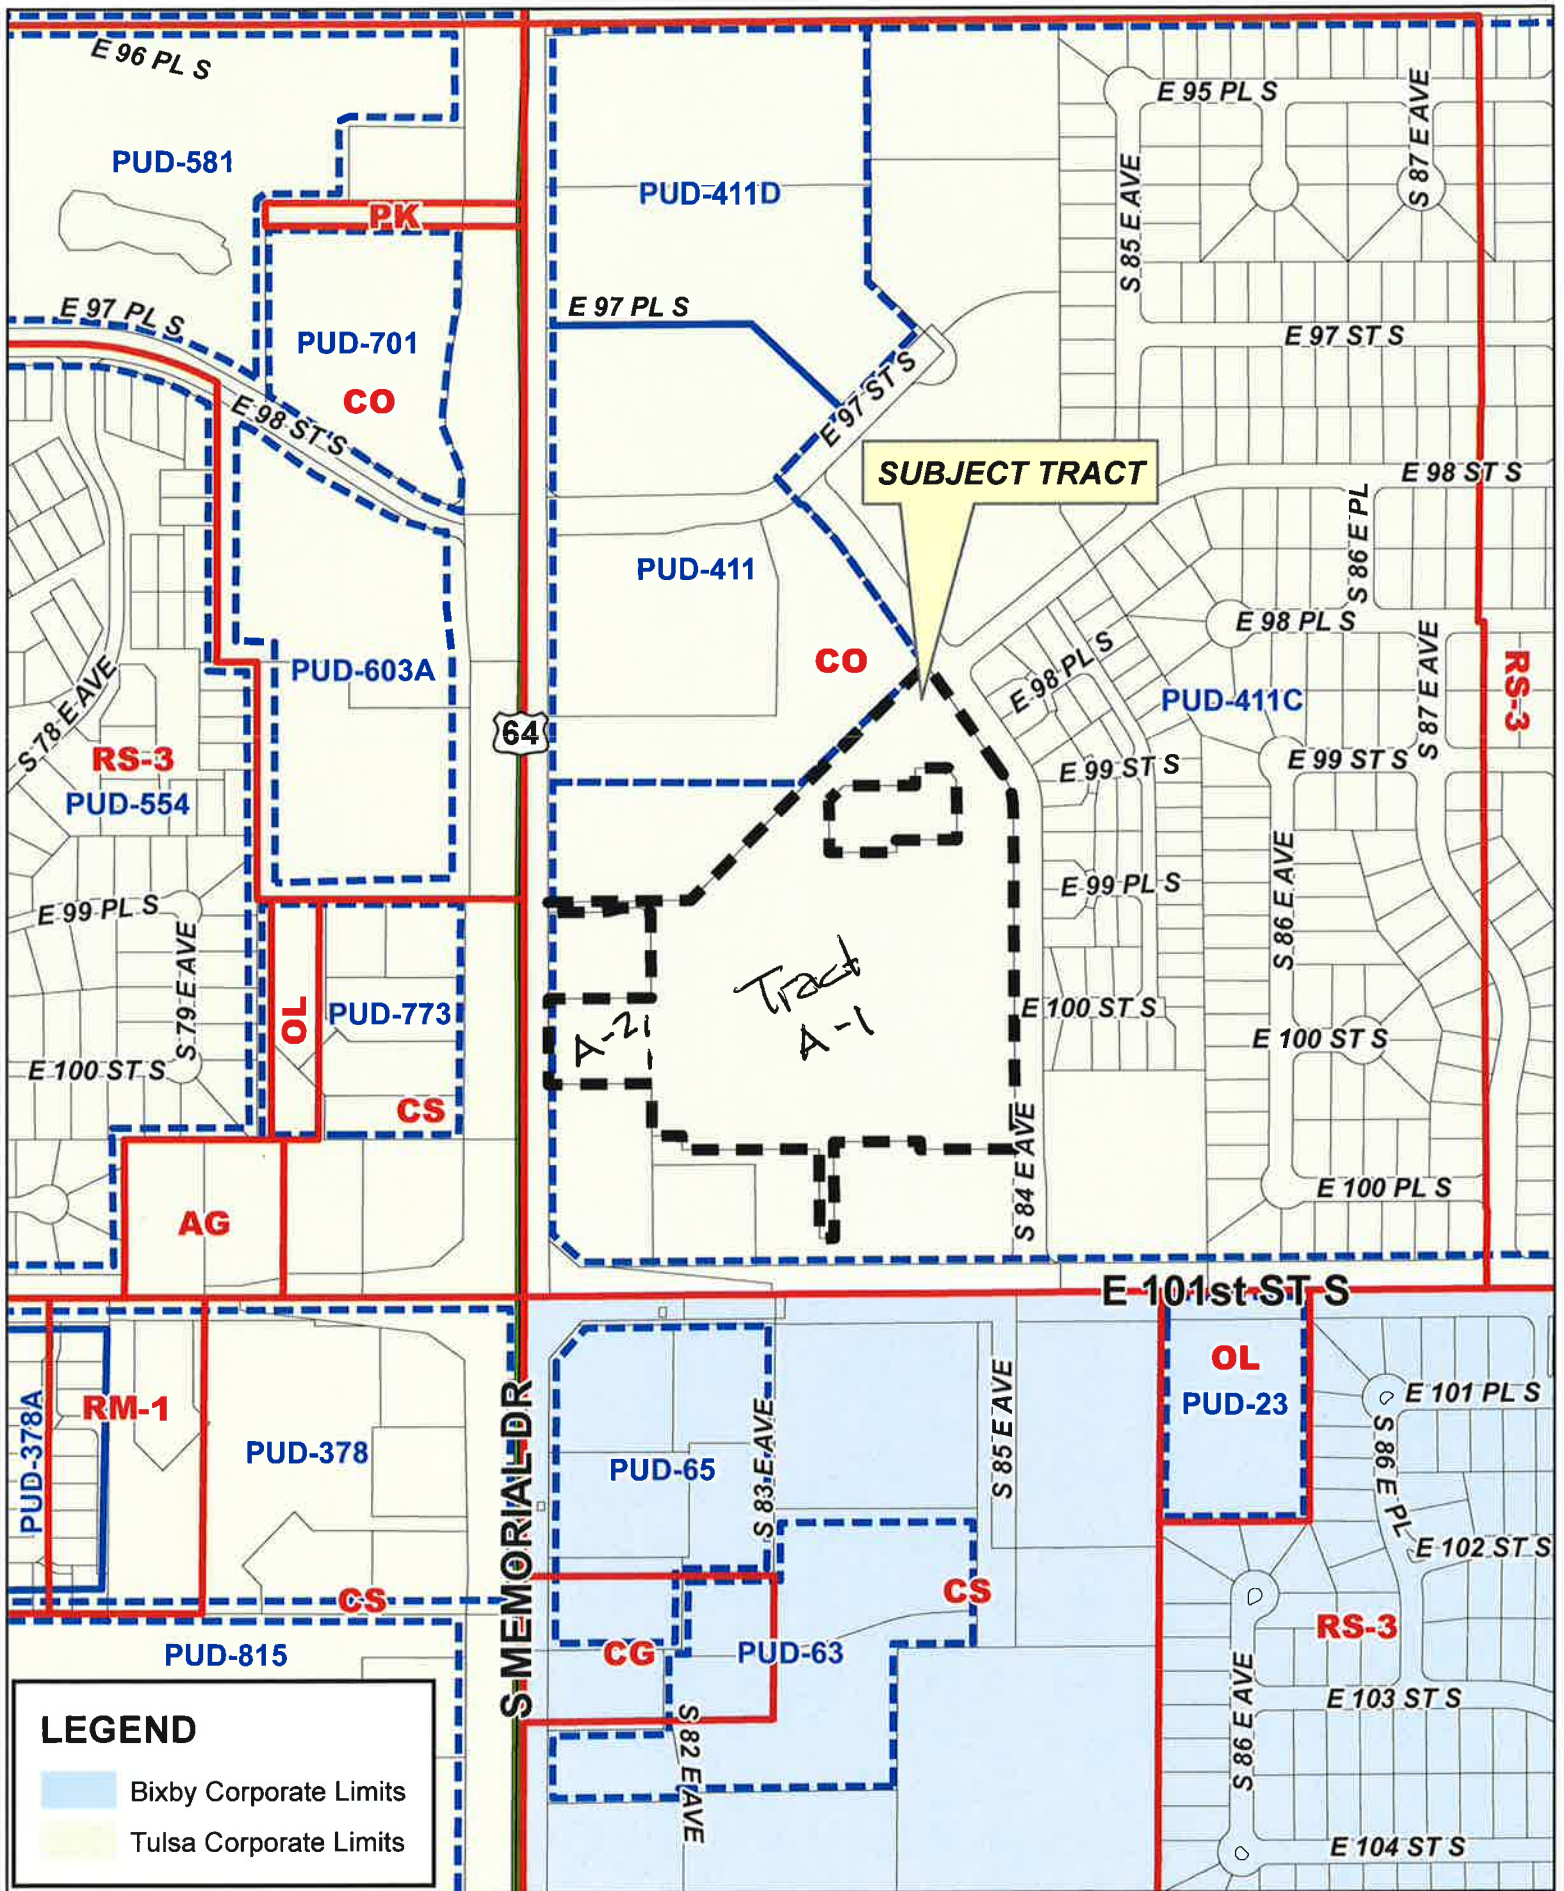 E 96 PL S
E 95 PL S
S 87 E AVE
PUD-581
PUD-411D
S 85 E AVE
PK
E 97 PL S
E 97 PL S
PUD-701
E 97 ST S
CO
E 97 ST S
E 98 ST S
SUBJECT TRACT
E 98 ST S
S 86 E PL
PUD-411
E 98 PL S
CO
E 98 PL S
PUD-603A
PUD-411C
S 87 E AVE
RS-3
S 78 E AVE
64
RS-3
E 99 ST S
E 99 ST S
PUD-554
E 99 PL S
E 99 PL S
S 86 E AVE
S 79 E AVE
Tract
A-1
OL
PUD-773
A-2
E 100 ST S
E 100 ST S
E 100 ST S
CS
S 84 E AVE
E 100 PL S
AG
E 101st ST S
OL
PUD-23
E 101 PL S
PUD-378A
RM-1
PUD-378
S MEMORIAL DR
PUD-65
S 83 E AVE
S 85 E AVE
S 86 E PL
E 102 ST S
CS
CS
RS-3
PUD-815
CG
PUD-63
S 82 E AVE
S 86 E AVE
E 103 ST S
E 104 ST S
LEGEND
Bixby Corporate Limits
Tulsa Corporate Limits